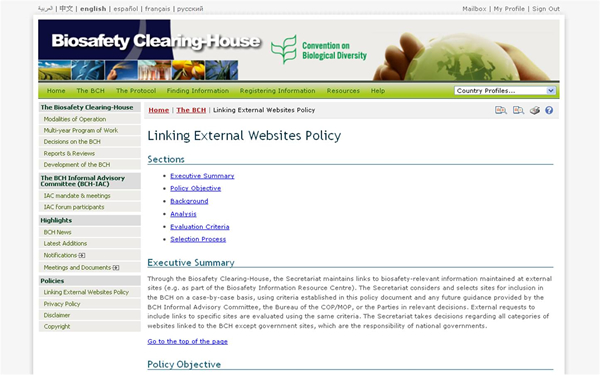 العربية | 中文 | english | español | français | русский
Mailbox | My Profile | Sign Out
Biosafety Clearing-House
Convention on
Biological Diversity
Home The BCH The Protocol Finding Information Registering Information Resources Help
Country Profiles...
The Biosafety Clearing-House
Modalities of Operation
Multi-year Program of Work
Decisions on the BCH
Reports & Reviews
Development of the BCH
The BCH Informal Advisory
Committee (BCH-IAC)
IAC mandate & meetings
IAC forum participants
Highlights
BCH News
Latest Additions
Notifications
Meetings and Documents
Policies
Linking External Websites Policy
Privacy Policy
Disclaimer
Copyright
Home | The BCH | Linking External Websites Policy
Linking External Websites Policy
Sections
Executive Summary
Policy Objective
Background
Analysis
Evaluation Criteria
Selection Process
Executive Summary
Through the Biosafety Clearing-House, the Secretariat maintains links to biosafety-relevant information maintained at external
sites (e.g. as part of the Biosafety Information Resource Centre). The Secretariat considers and selects sites for inclusion in
the BCH on a case-by-case basis, using criteria established in this policy document and any future guidance provided by the
BCH Informal Advisory Committee, the Bureau of the COP/MOP, or the Parties in relevant decisions. External requests to
include links to specific sites are evaluated using the same criteria. The Secretariat takes decisions regarding all categories of
websites linked to the BCH except government sites, which are the responsibility of national governments.
Go to the top of the page
Policy Objective